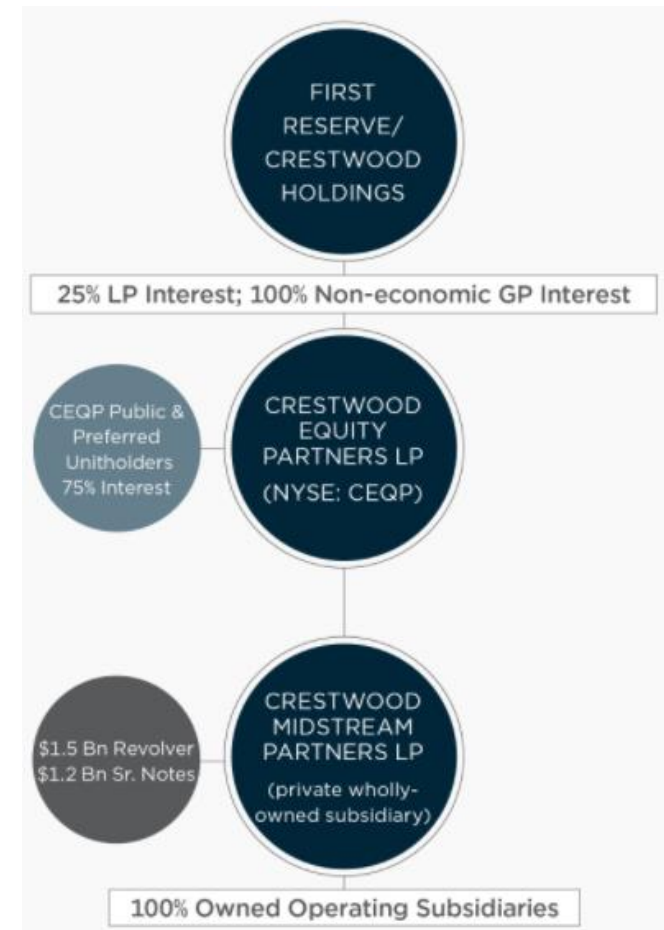 FIRST
RESERVE/
CRESTWOOD
HOLDINGS
25% LP Interest; 100% Non-economic GP Interest
CEQP Public &
Preferred
Unitholders
75% Interest
CRESTWOOD
EQUITY
PARTNERS LP
(NYSE: CEQP)
$1.5 Bn Revolver
$1.2 Bn Sr. Notes
CRESTWOOD
MIDSTREAM
PARTNERS LP
(private wholly-
owned subsidiary)
100% Owned Operating Subsidiaries